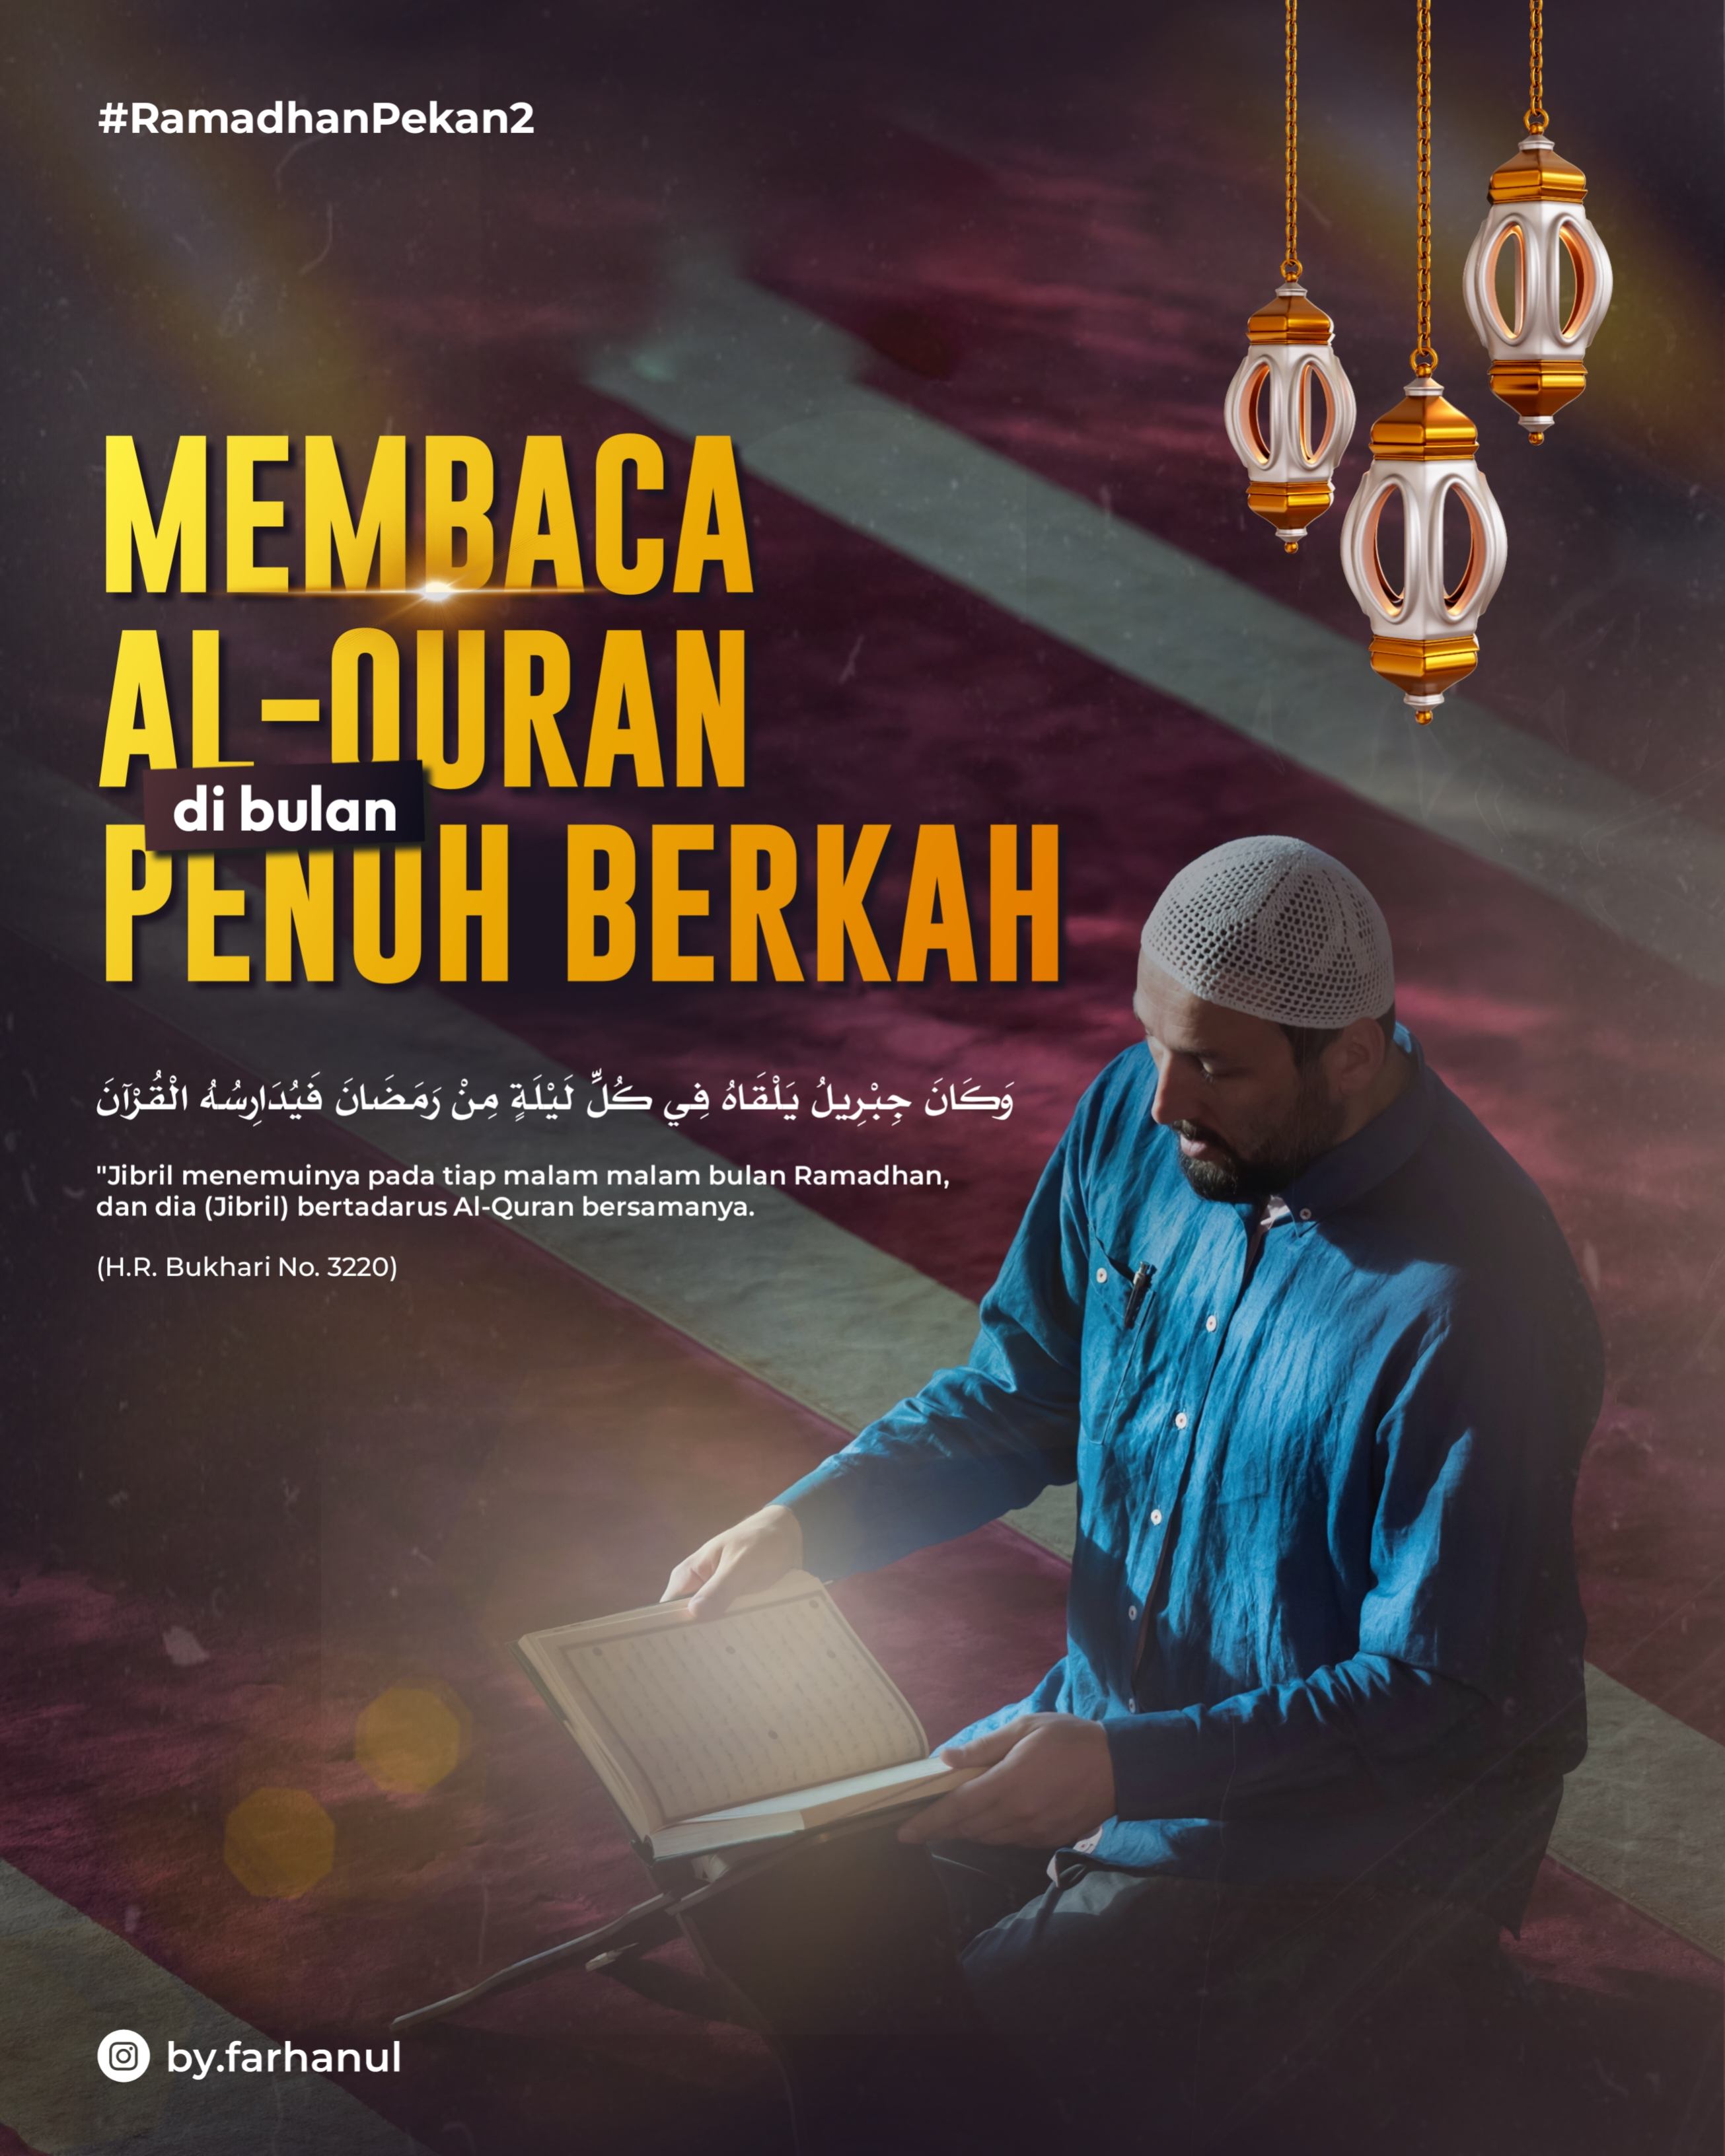 #RamadhanPekan2
MEMBACA
AL-QURAN
di bulan
PENUH BERKAH
وَكَانَ جِبْرِيلُ يَلْقَاهُ فِي كُلِّ لَيْلَةٍ مِنْ رَمَضَانَ فَيُدَارِسُهُ الْقُرْآنَ
"Jibril menemuinya pada tiap malam malam bulan Ramadhan,
dan dia (Jibril) bertadarus Al-Quran bersamanya.
(H.R. Bukhari No. 3220)
by.farhanul